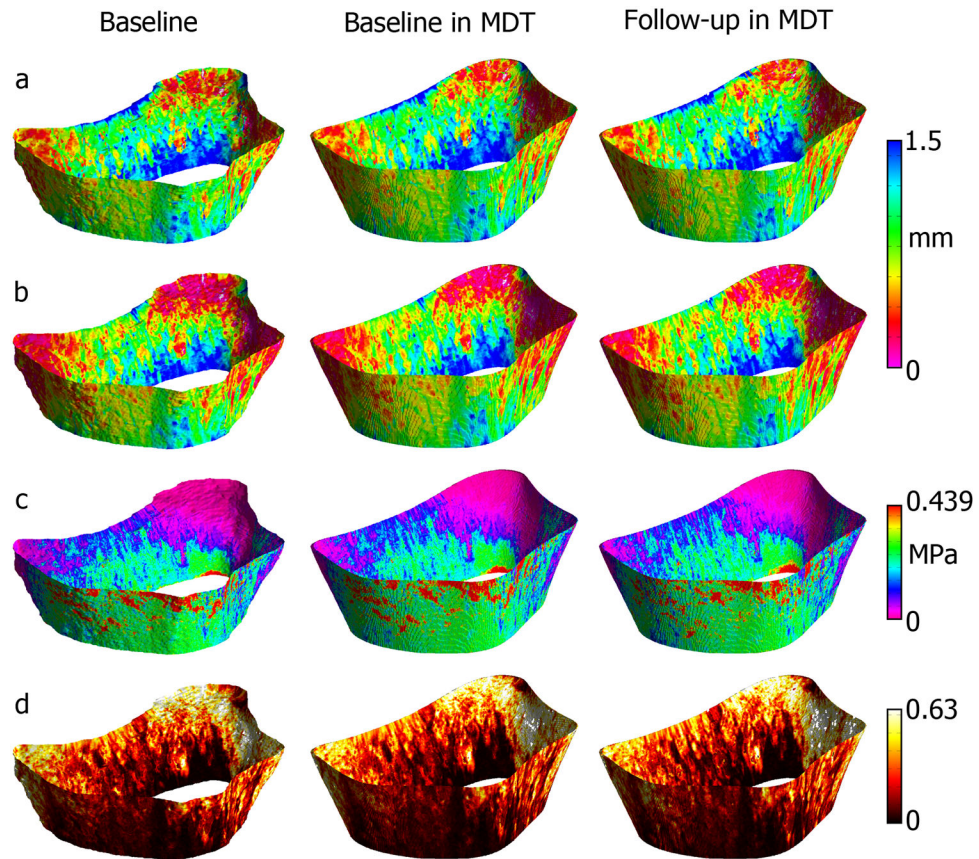 Baseline
Baseline in MDT
Follow-up in MDT
a
1.5
mm
0
b
c
0.439
MPa
0
d
0.63
0